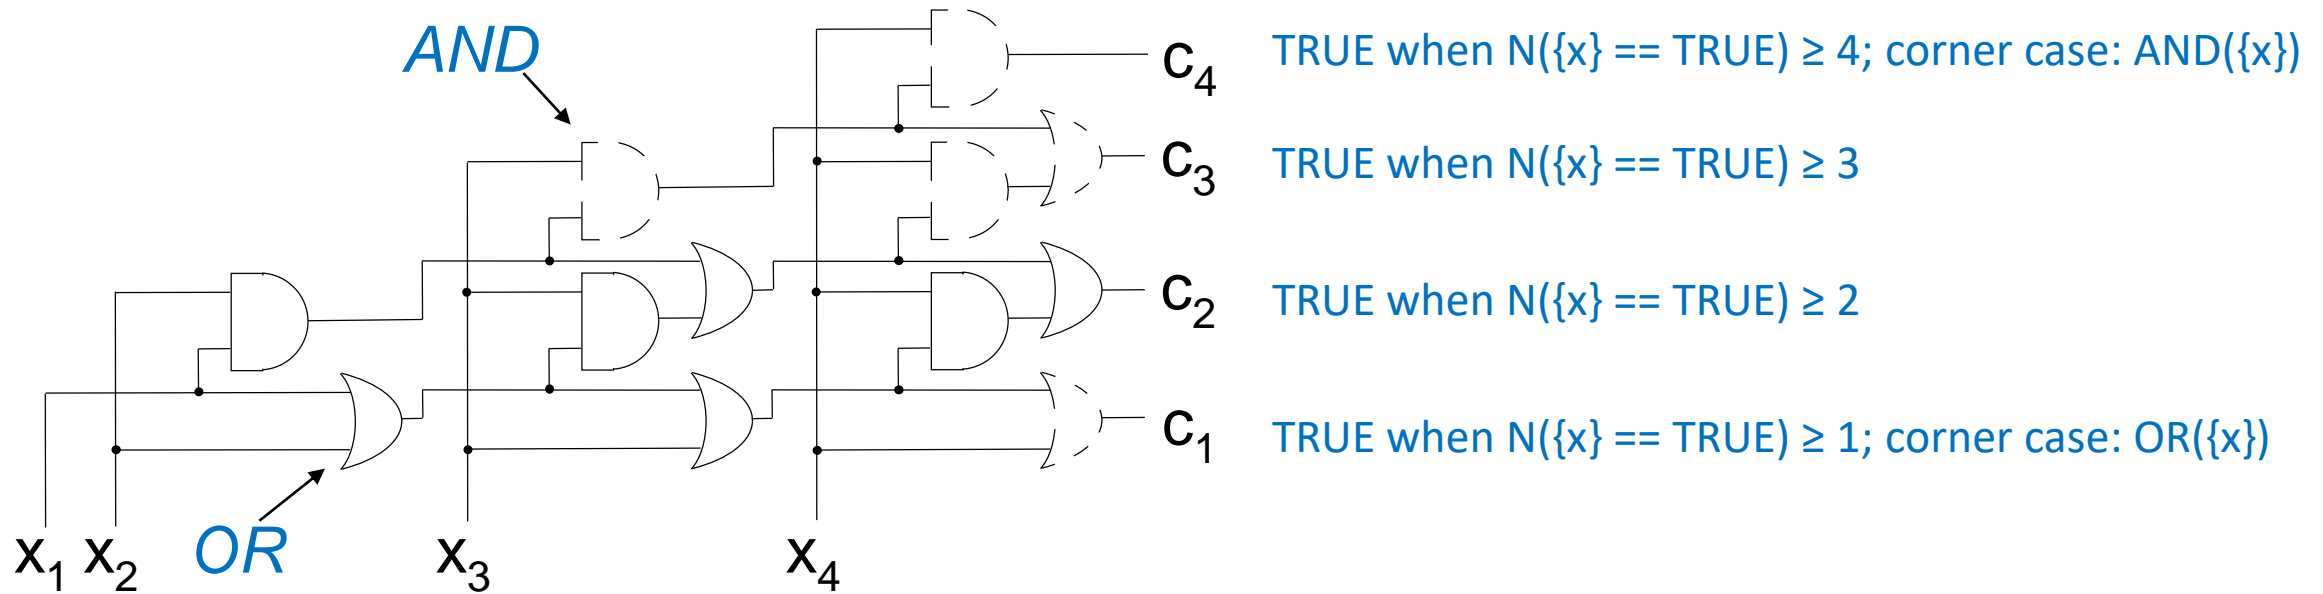 AND
c4 TRUE when N({x} == TRUE) ≥ 4; corner case: AND({x})
c3 TRUE when N({x} == TRUE) ≥ 3
c2 TRUE when N({x} == TRUE) ≥ 2
c1 TRUE when N({x} == TRUE) ≥ 1; corner case: OR({x})
x1 x2 OR x3 x4